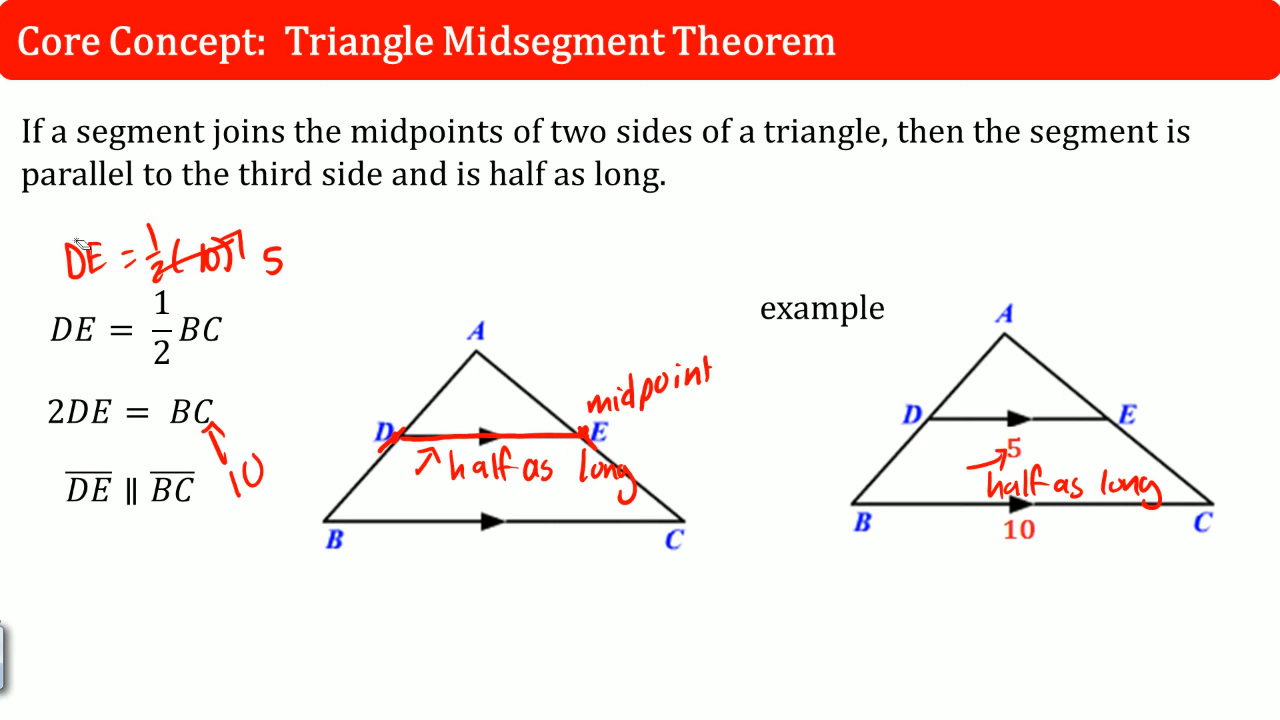 Core Concept:  Triangle Midsegment Theorem
If a segment joins the midpoints of two sides of a triangle, then the segment is
parallel to the third side and is half as long.
DE = 1/2 (10) 5
DE = 1/2 BC
2DE = BC
10
DE ∥ BC
A
midpoint
D
E
half as long
B
C
example
A
D
E
5
half as long
B
C
10